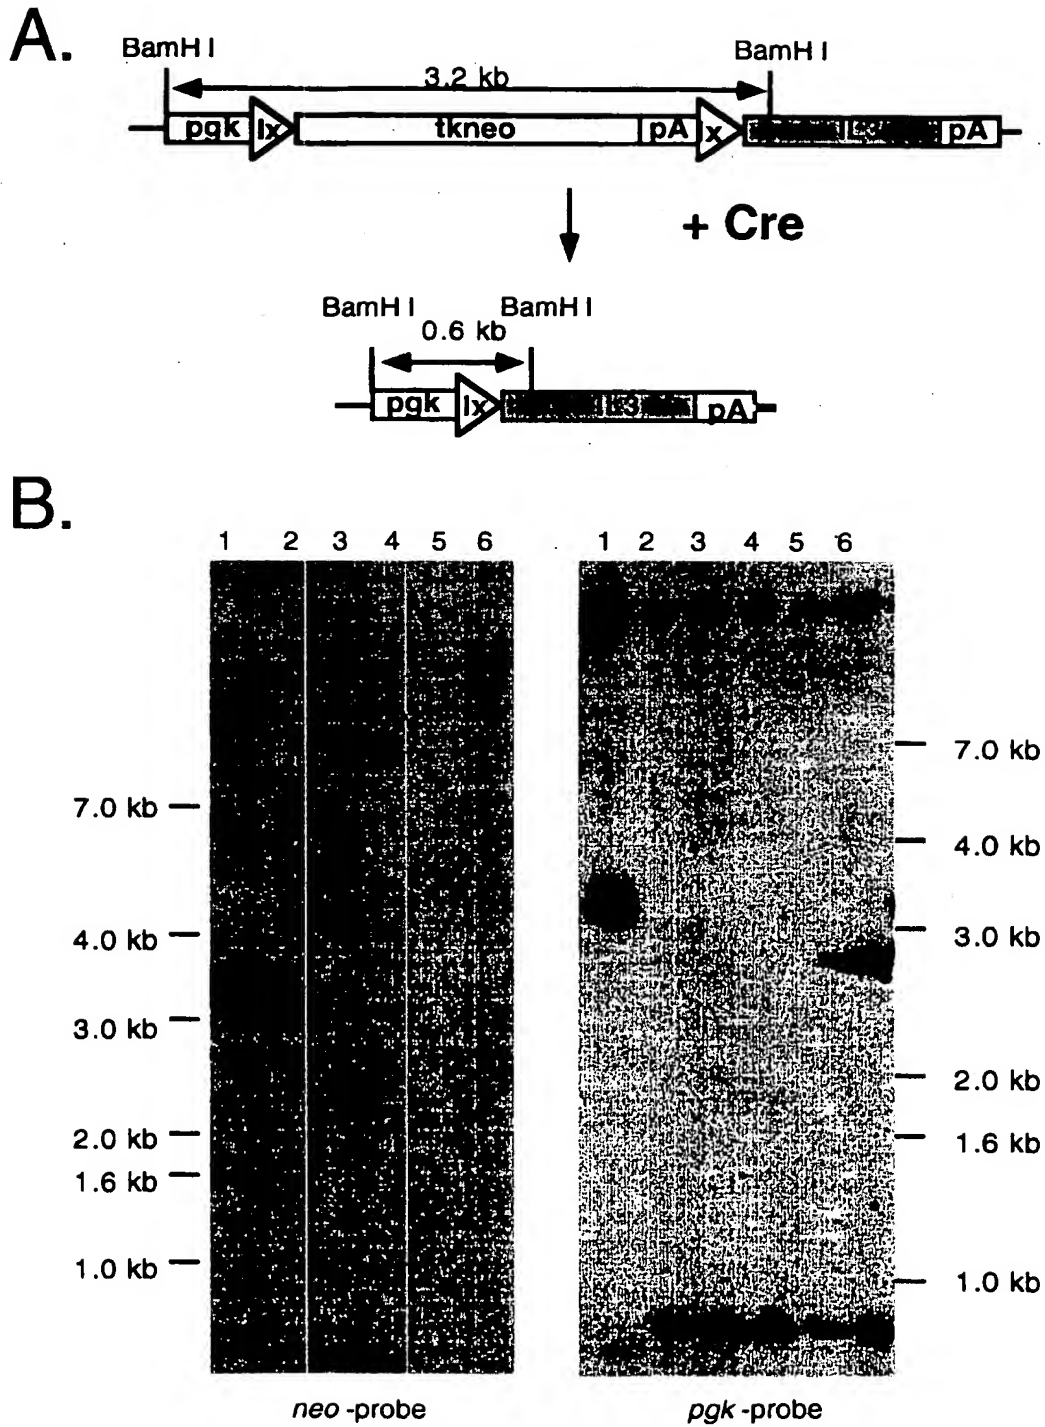 A.
BamH I
BamH I
3.2 kb
pgk lx tkneo pA x pA
+ Cre
BamH I BamH I
0.6 kb
pgk lx pA
B.
1 2 3 4 5 6
1 2 3 4 5 6
7.0 kb
4.0 kb
3.0 kb
2.0 kb
1.6 kb
1.0 kb
7.0 kb
4.0 kb
3.0 kb
2.0 kb
1.6 kb
1.0 kb
neo -probe
pgk -probe